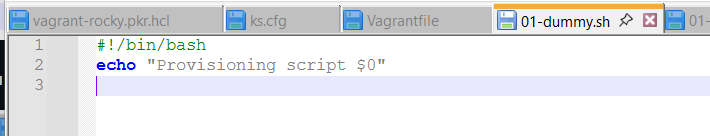 vagrant-rocky.pkr.hcl ks.cfg Vagrantfile 01-dummy.sh 01-
1 #!/bin/bash
2 echo "Provisioning script $0"
3